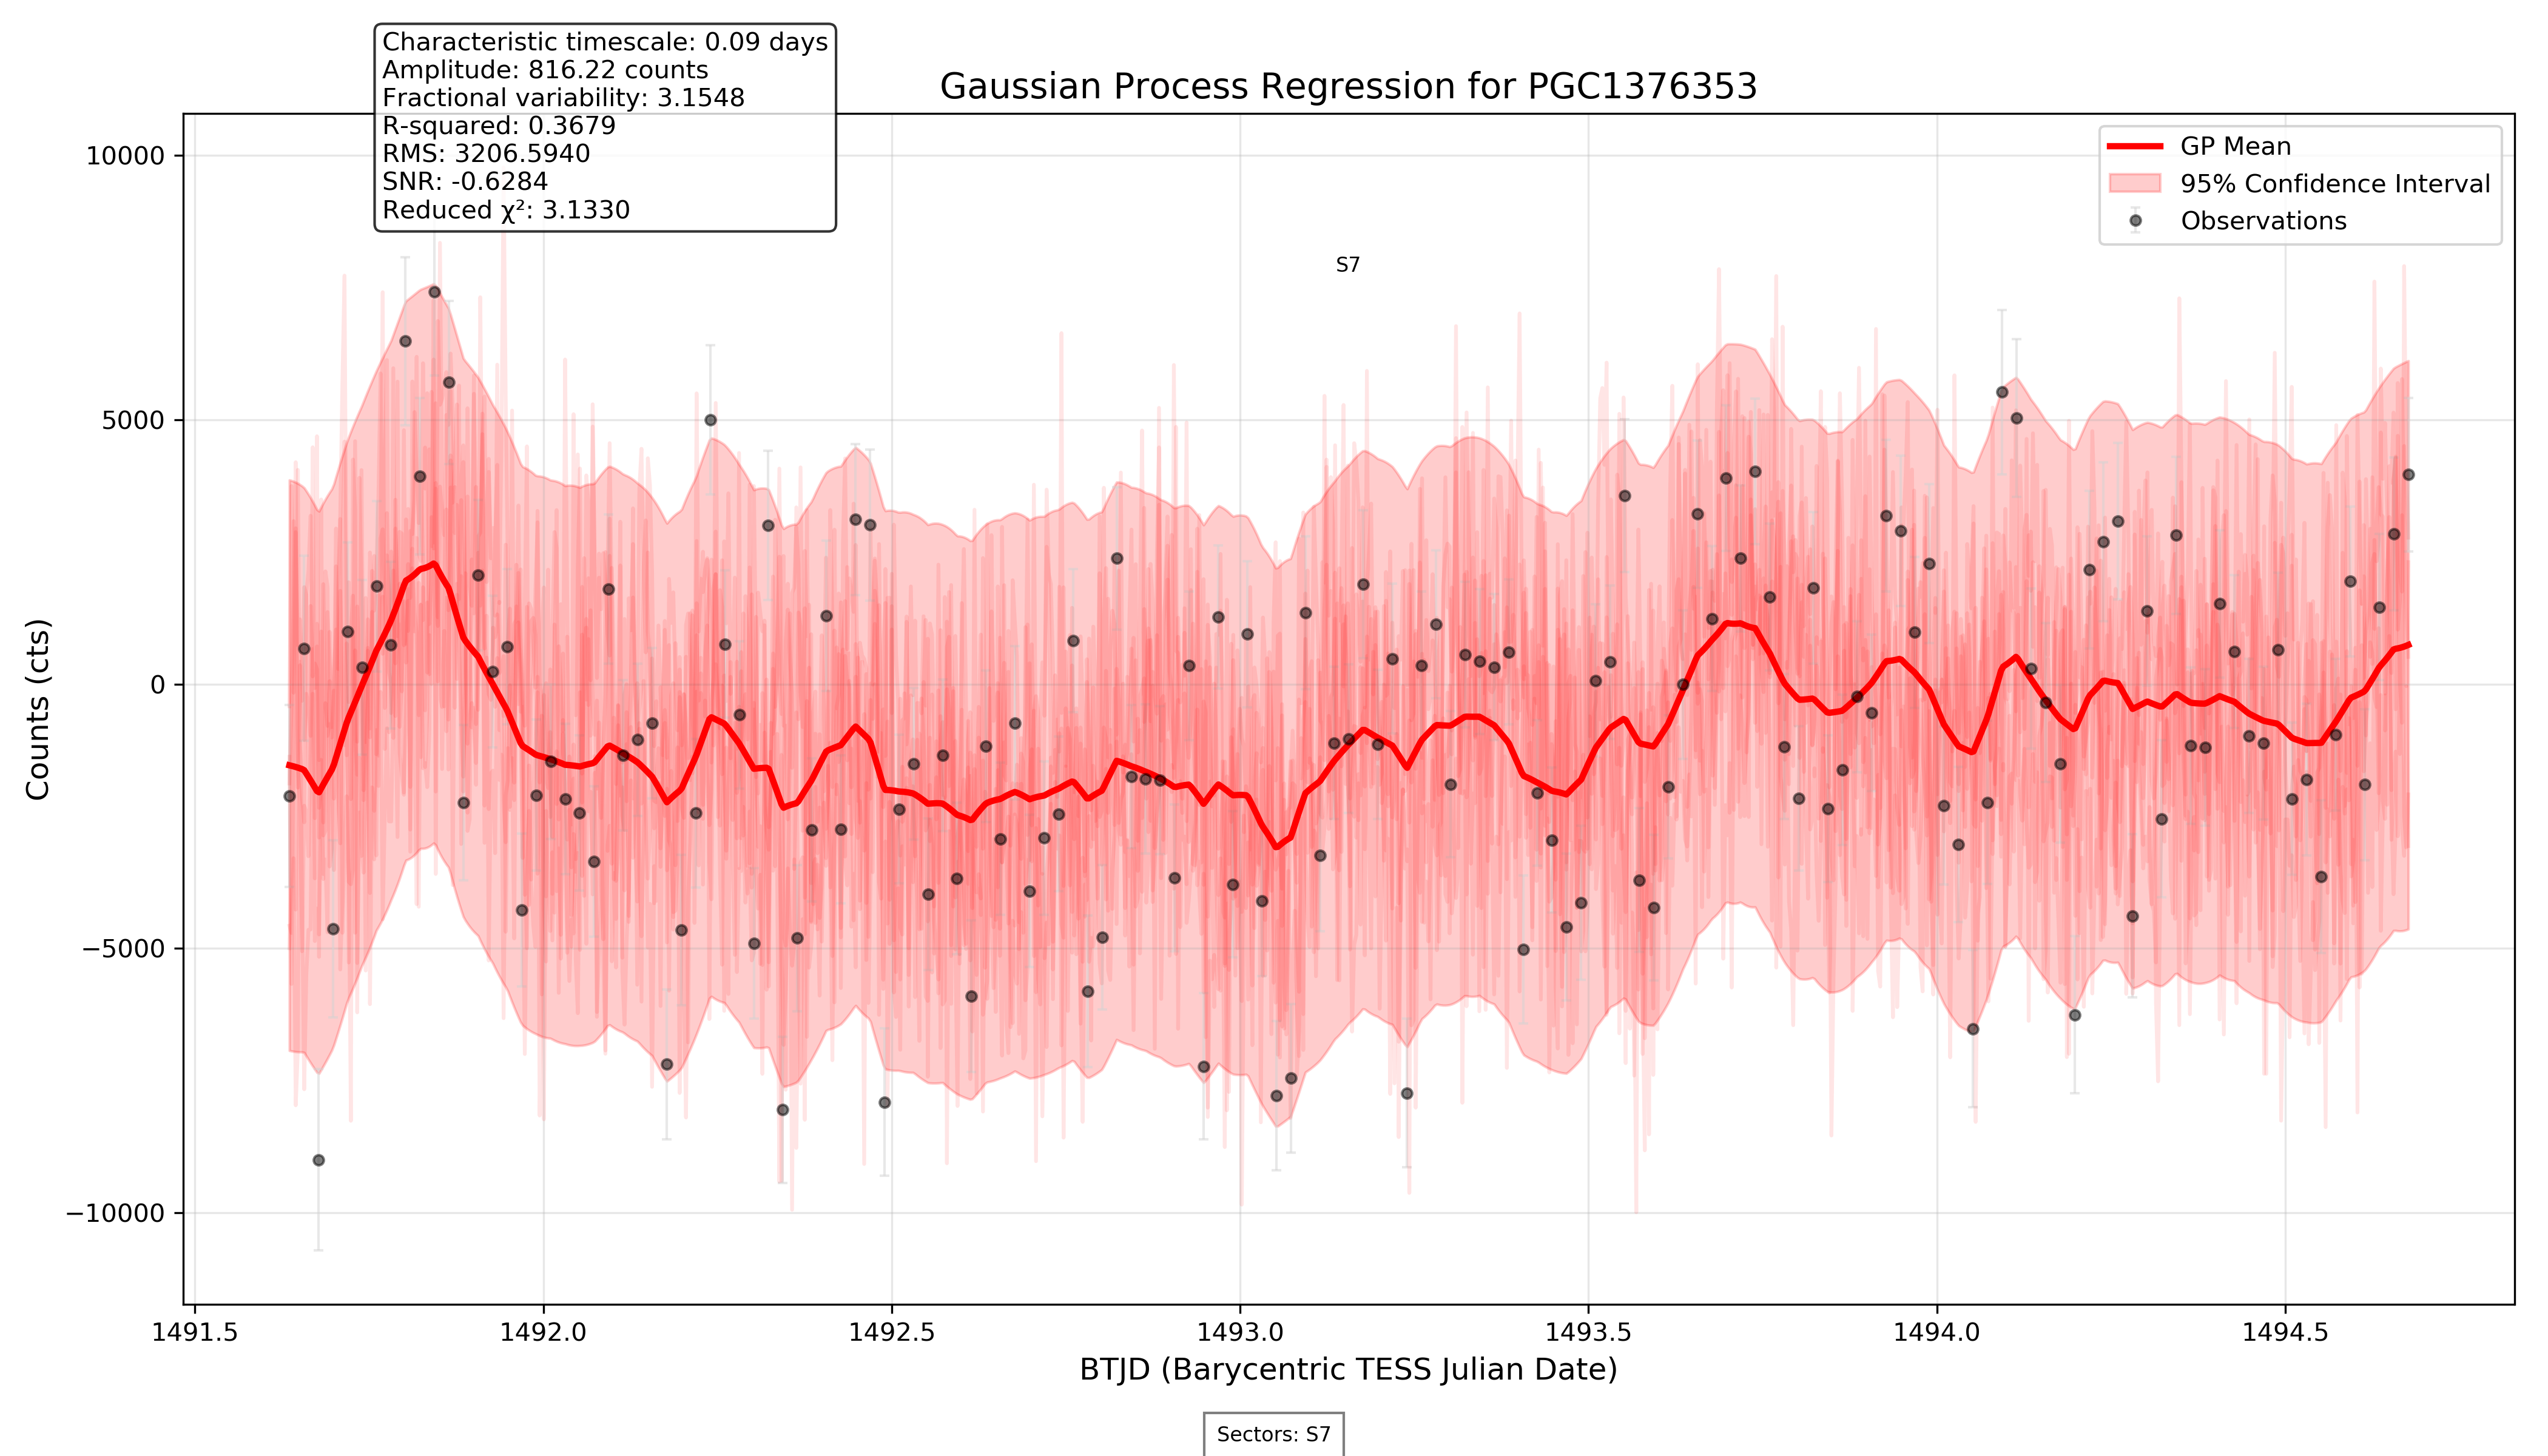 Characteristic timescale: 0.09 days
Amplitude: 816.22 counts
Fractional variability: 3.1548
R-squared: 0.3679
RMS: 3206.5940
SNR: -0.6284
Reduced χ²: 3.1330
Gaussian Process Regression for PGC1376353
GP Mean
95% Confidence Interval
Observations
S7
Counts (cts)
10000
5000
0
−5000
−10000
1491.5 1492.0 1492.5 1493.0 1493.5 1494.0 1494.5
BTJD (Barycentric TESS Julian Date)
Sectors: S7